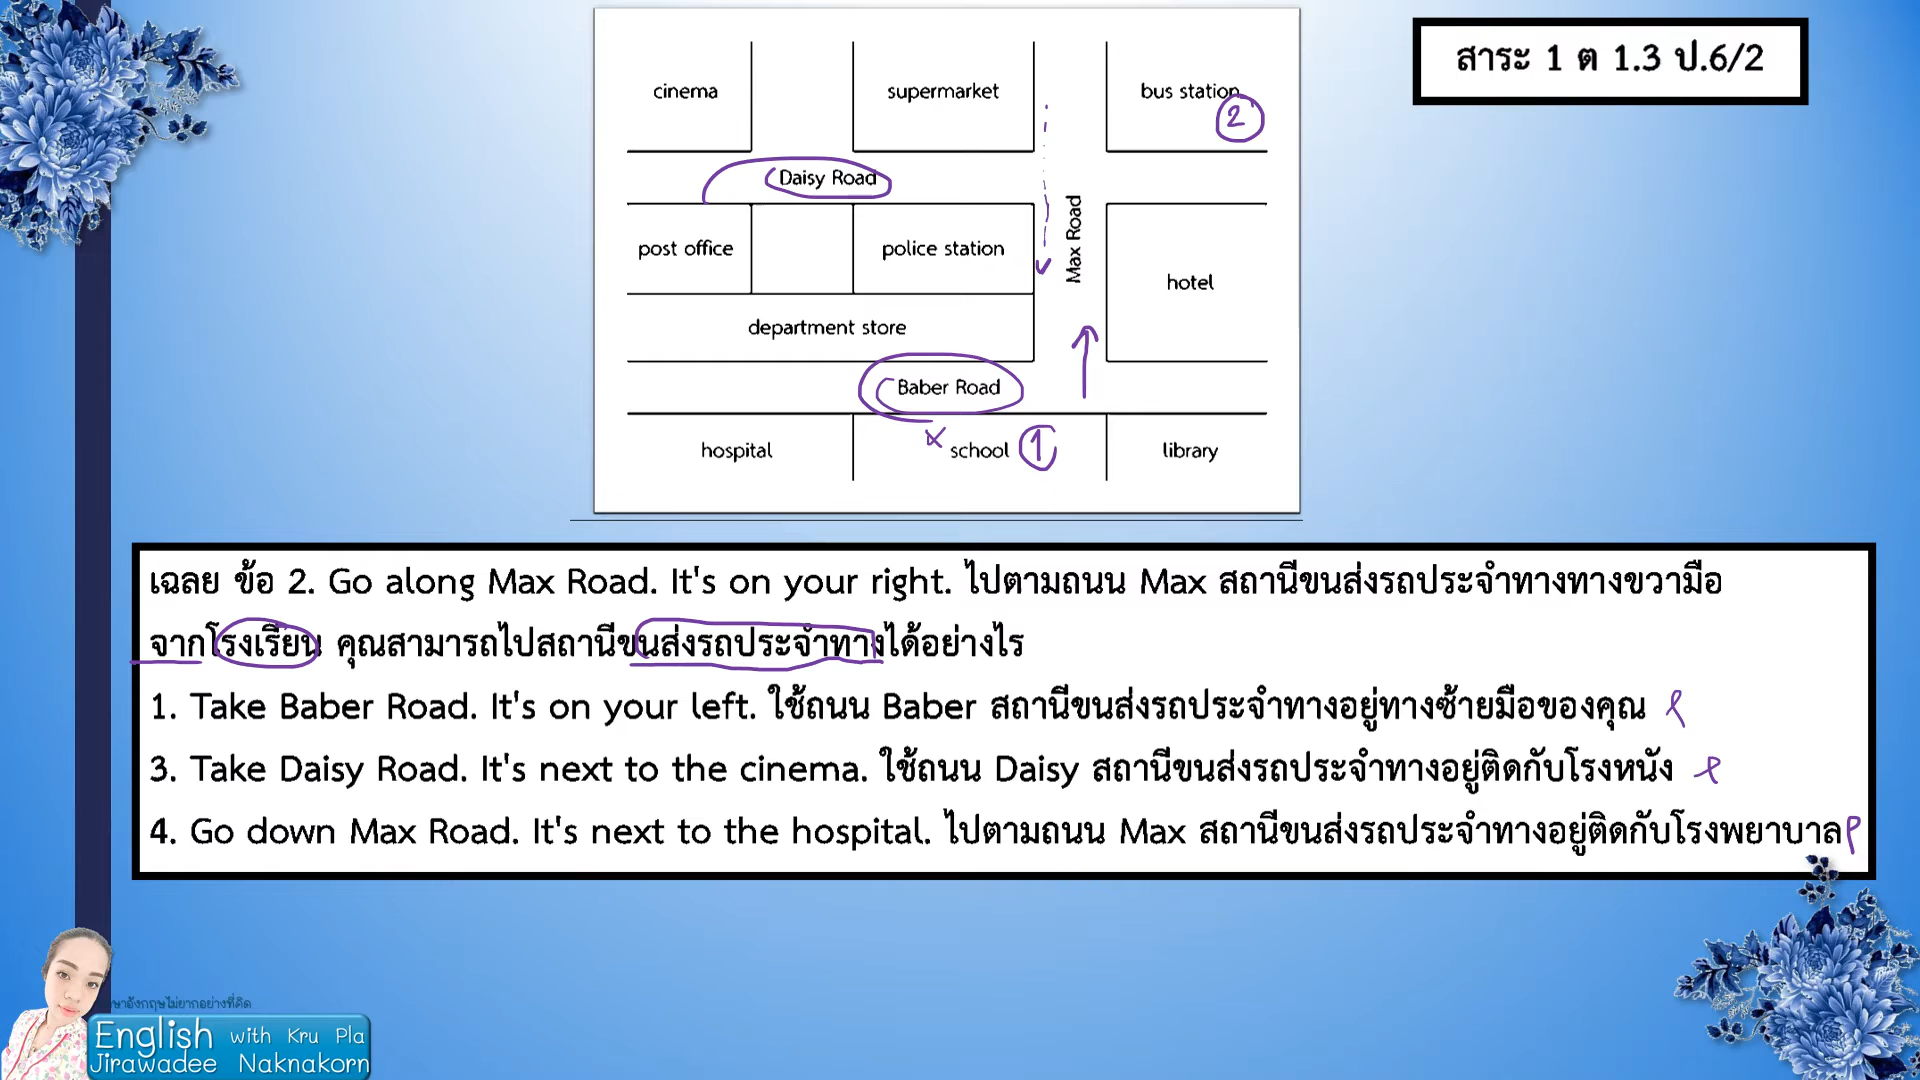 สาระ 1 ต 1.3 ป.6/2
cinema
supermarket
bus station
2
Daisy Road
Max Road
post office
police station
hotel
department store
Baber Road
hospital
school
1
library
เฉลย ข้อ 2. Go along Max Road. It's on your right. ไปตามถนน Max สถานีขนส่งรถประจำทางทางขวามือ
จากโรงเรียน คุณสามารถไปสถานีขนส่งรถประจำทางได้อย่างไร
1. Take Baber Road. It's on your left. ใช้ถนน Baber สถานีขนส่งรถประจำทางอยู่ทางซ้ายมือของคุณ
3. Take Daisy Road. It's next to the cinema. ใช้ถนน Daisy สถานีขนส่งรถประจำทางอยู่ติดกับโรงหนัง
4. Go down Max Road. It's next to the hospital. ไปตามถนน Max สถานีขนส่งรถประจำทางอยู่ติดกับโรงพยาบาล
English with Kru Pla
Jirawadee Naknakorn